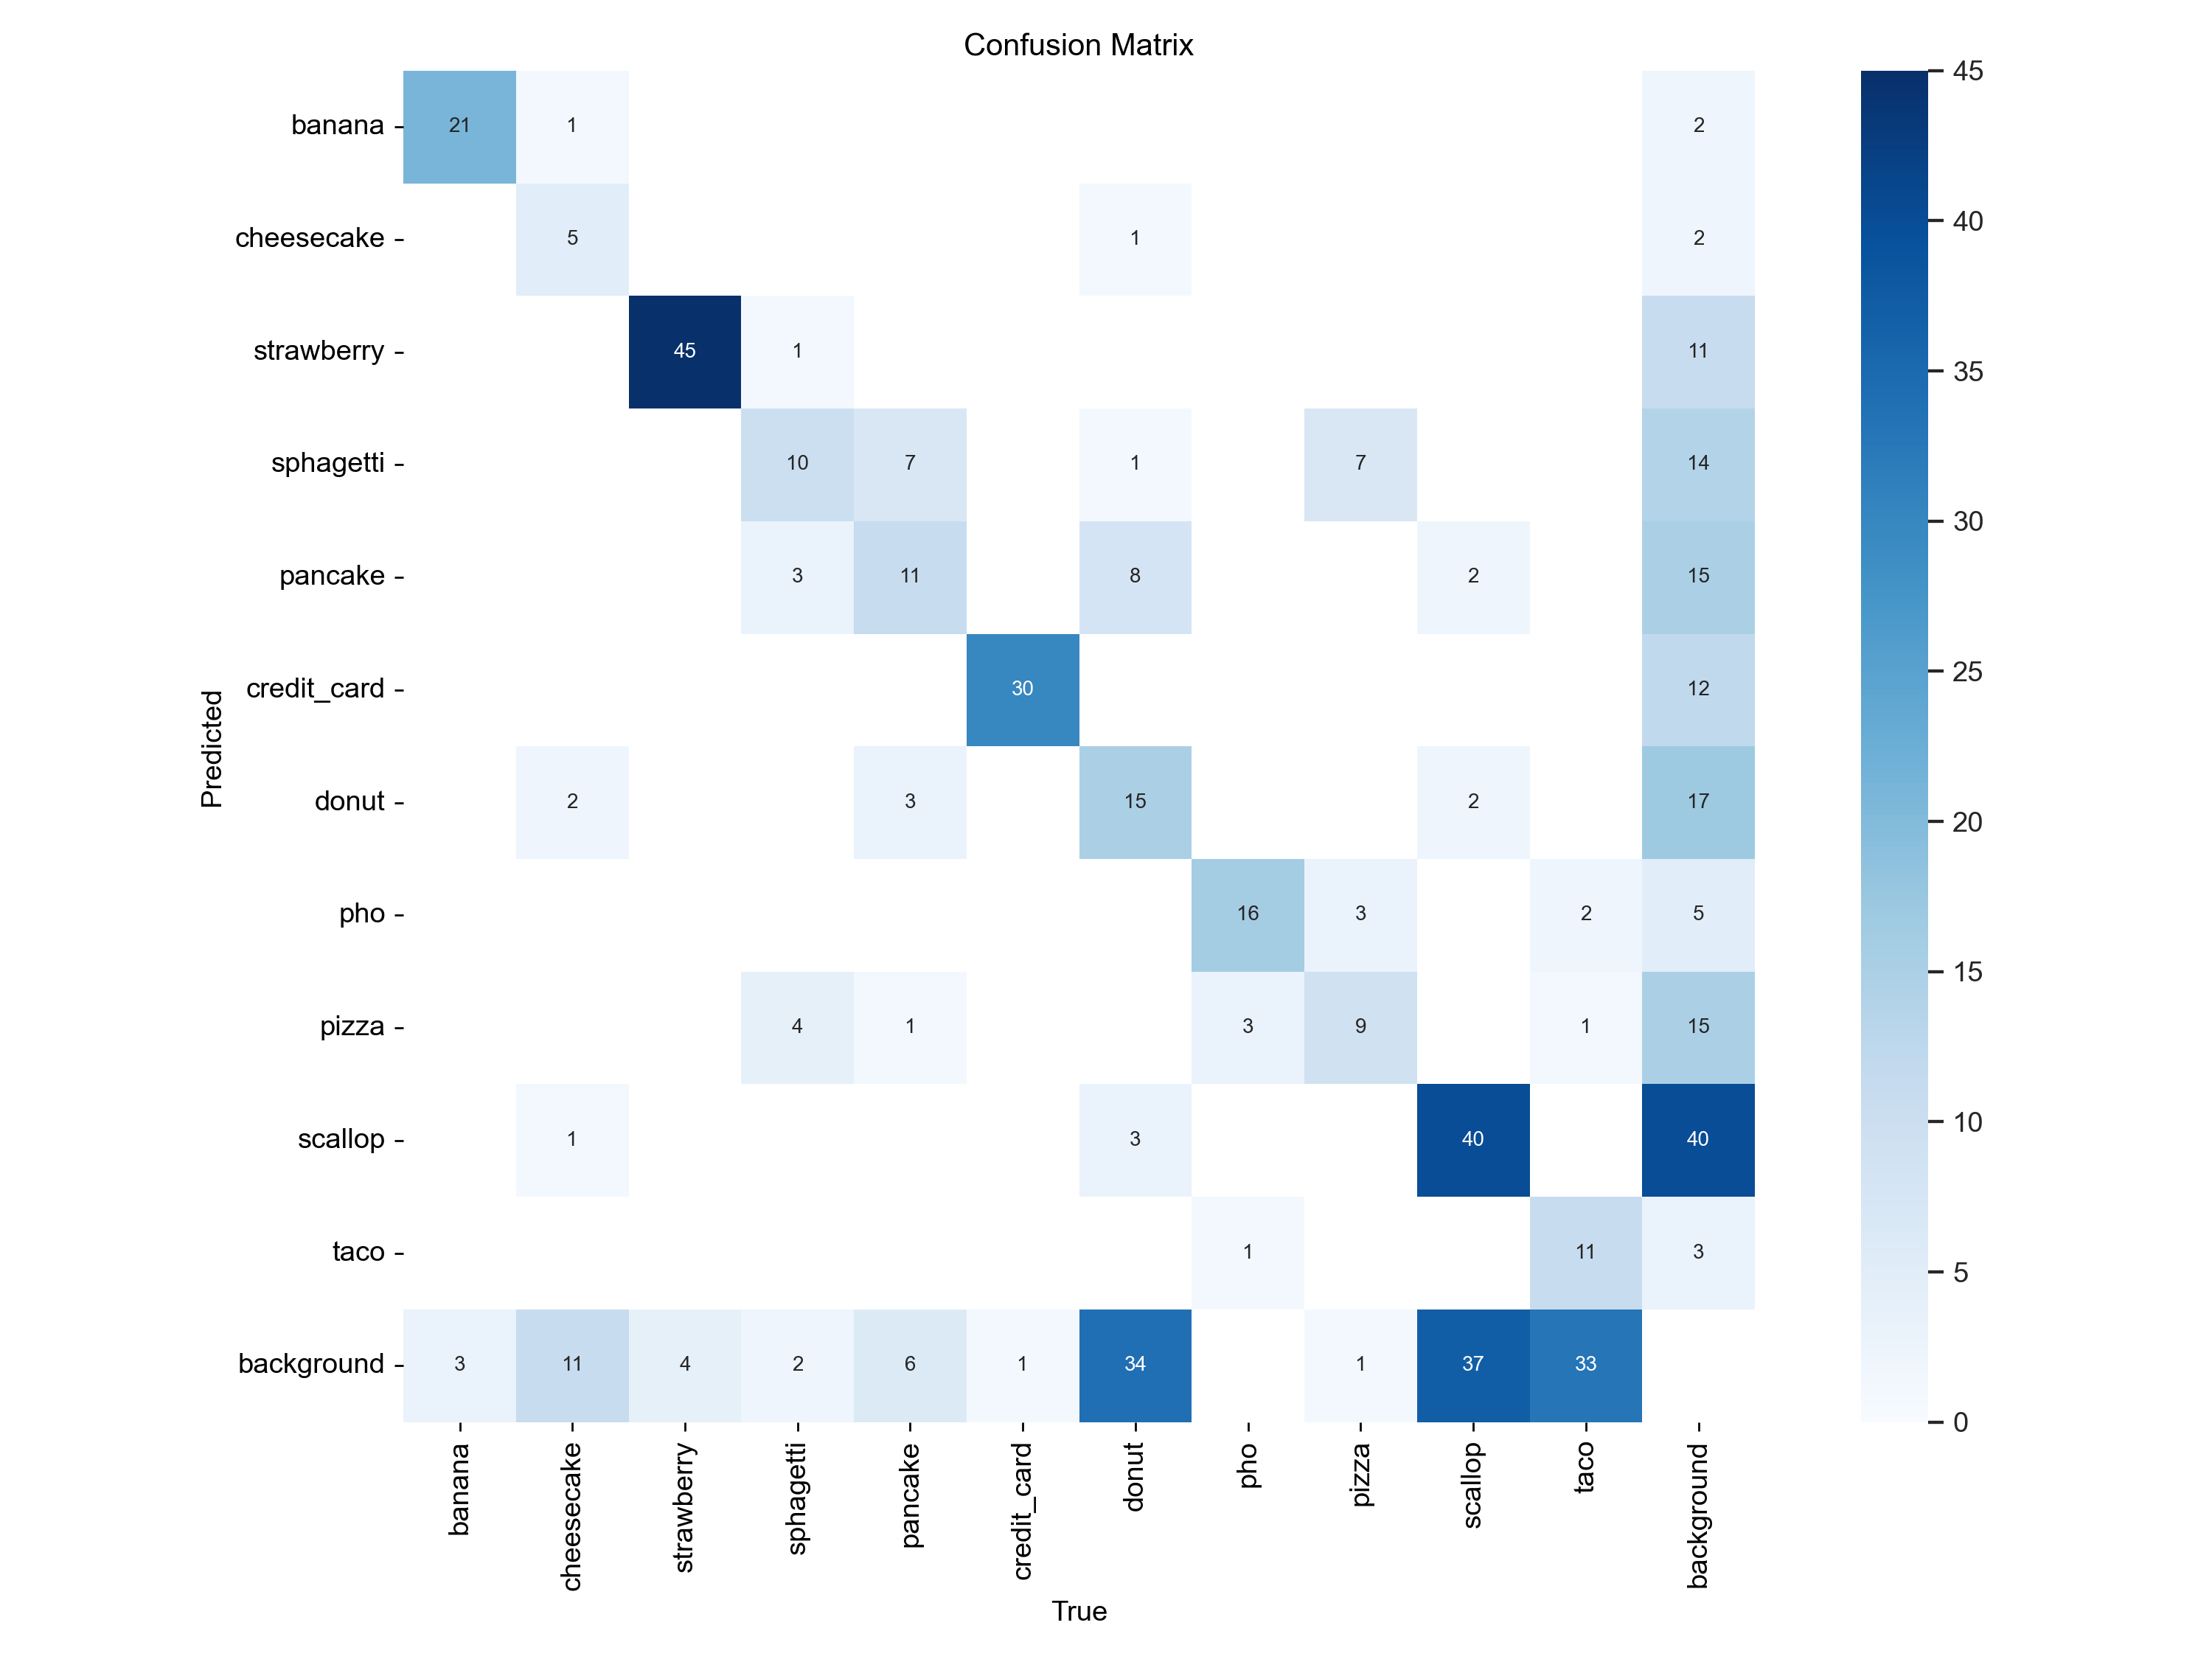 Confusion Matrix
banana 21 1 2
cheesecake 5 1 2
strawberry 45 1 11
sphagetti 10 7 1 7 14
pancake 3 11 8 2 15
credit_card 30 12
donut 2 3 15 2 17
pho 16 3 2 5
pizza 4 1 3 9 1 15
scallop 1 3 40 40
taco 1 11 3
background 3 11 4 2 6 1 34 1 37 33
Predicted
banana cheesecake strawberry sphagetti pancake credit_card donut pho pizza scallop taco background
True
45
40
35
30
25
20
15
10
5
0